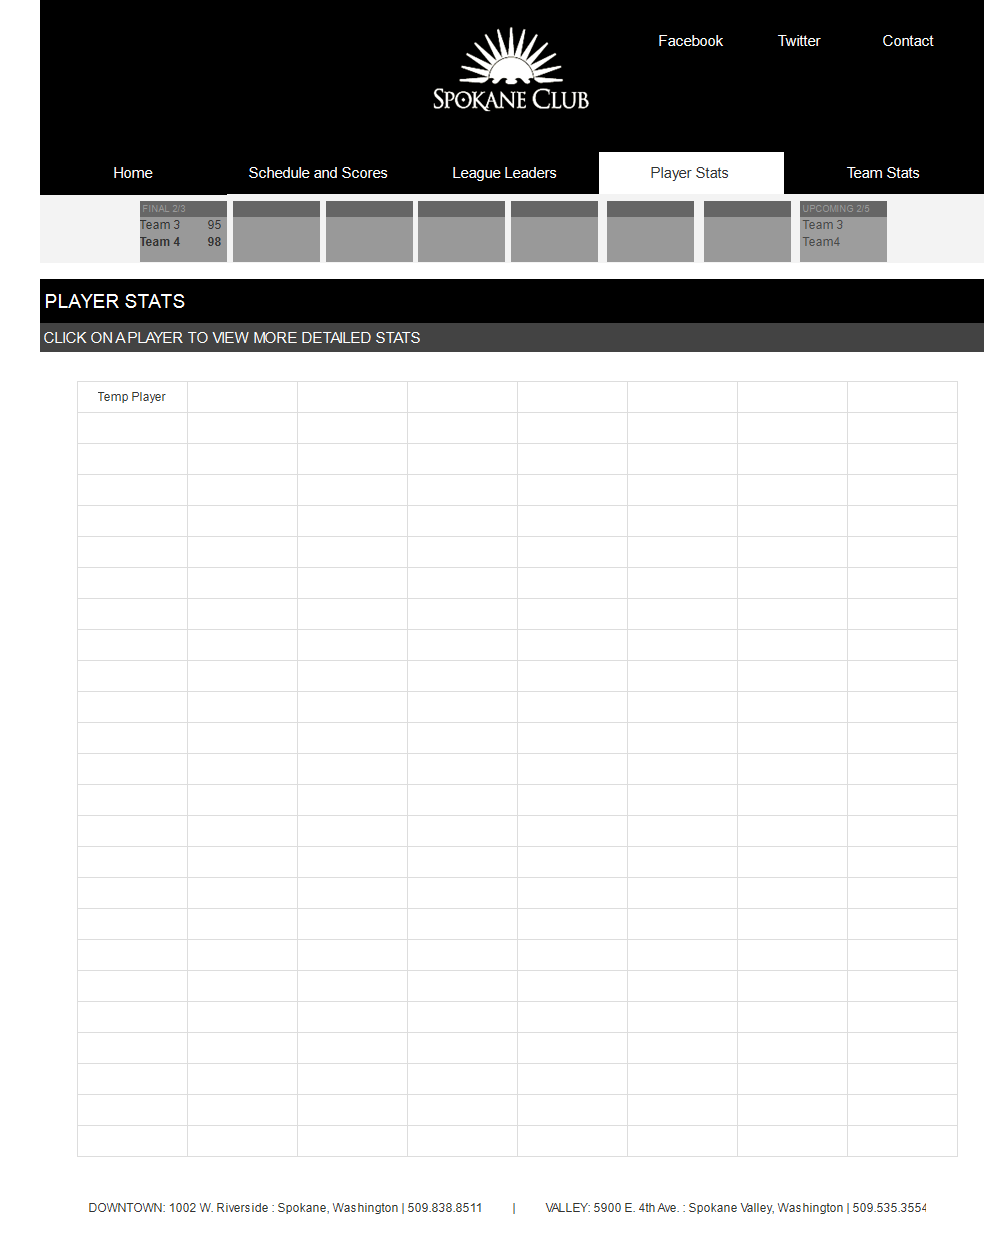 Facebook Twitter Contact
SPOKANE CLUB
Home Schedule and Scores League Leaders Player Stats Team Stats
FINAL 2/3 UPCOMING 2/5
Team 3 95 Team 3
Team 4 98 Team4
PLAYER STATS
CLICK ON A PLAYER TO VIEW MORE DETAILED STATS
Temp Player
DOWNTOWN: 1002 W. Riverside : Spokane, Washington | 509.838.8511 | VALLEY: 5900 E. 4th Ave. : Spokane Valley, Washington | 509.535.3554